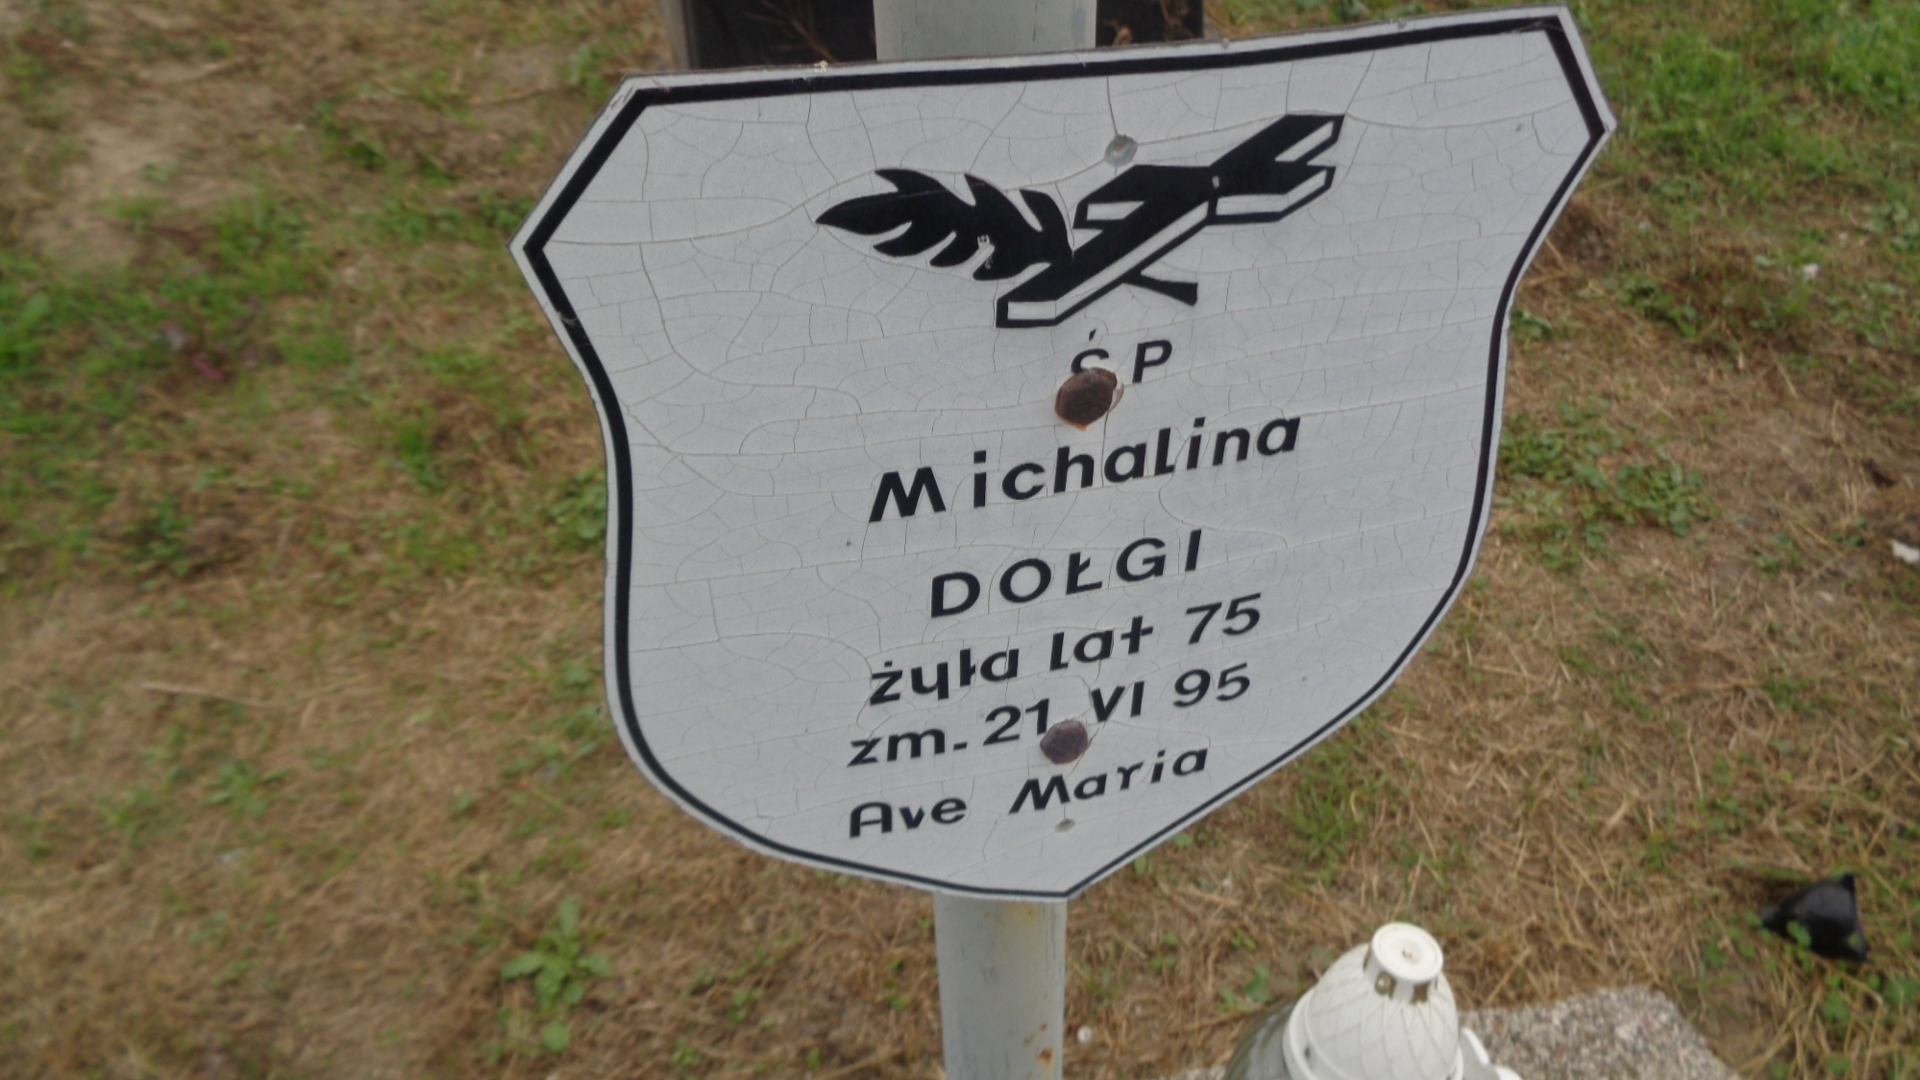 ŚP
Michalina
DOŁGI
żyła lat 75
zm. 21 VI 95
Ave Maria